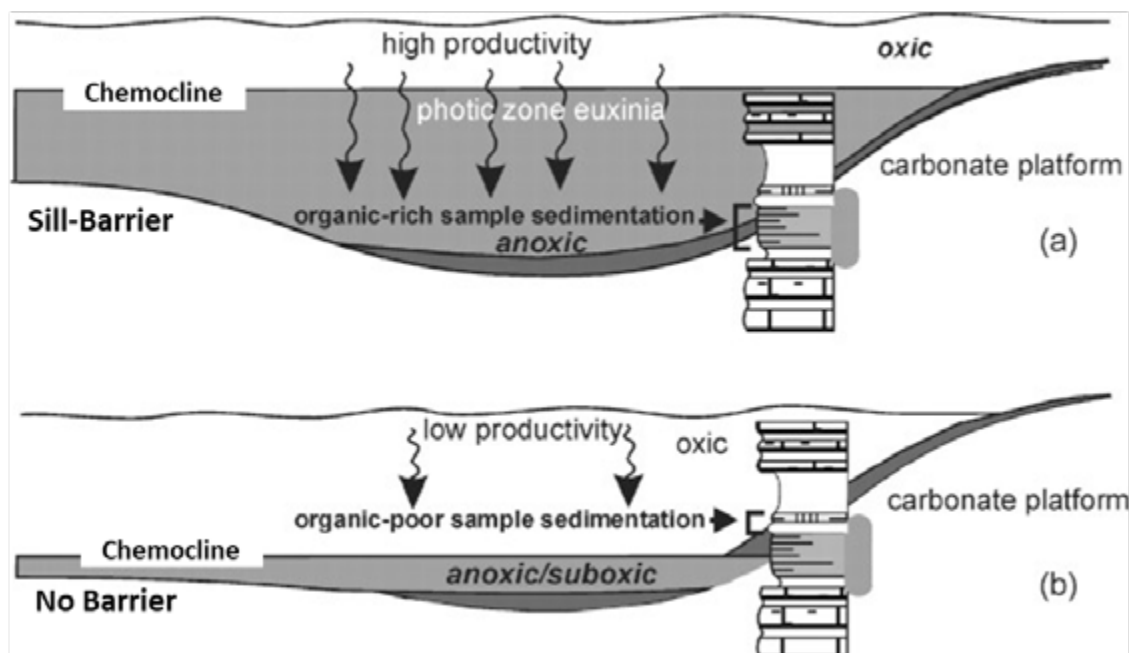 high productivity
oxic
Chemocline
photic zone euxinia
carbonate platform
organic-rich sample sedimentation
Sill-Barrier
anoxic
(a)
low productivity
oxic
organic-poor sample sedimentation
carbonate platform
Chemocline
anoxic/suboxic
(b)
No Barrier